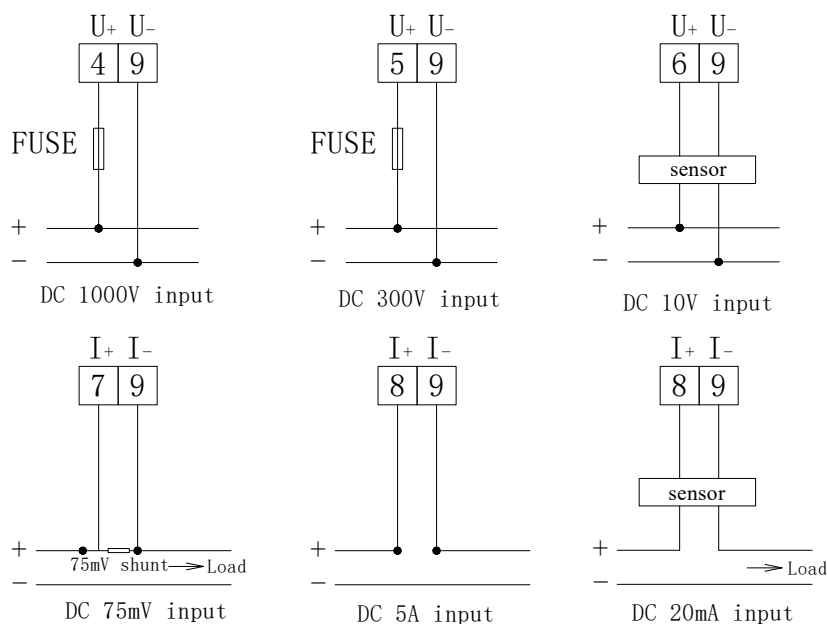 U+ U-
4 9
FUSE
+
-
DC 1000V input
U+ U-
5 9
FUSE
+
-
DC 300V input
U+ U-
6 9
sensor
+
-
DC 10V input
I+ I-
7 9
+
75mV shunt → Load
-
DC 75mV input
I+ I-
8 9
+
-
DC 5A input
I+ I-
8 9
sensor
+
→ Load
-
DC 20mA input